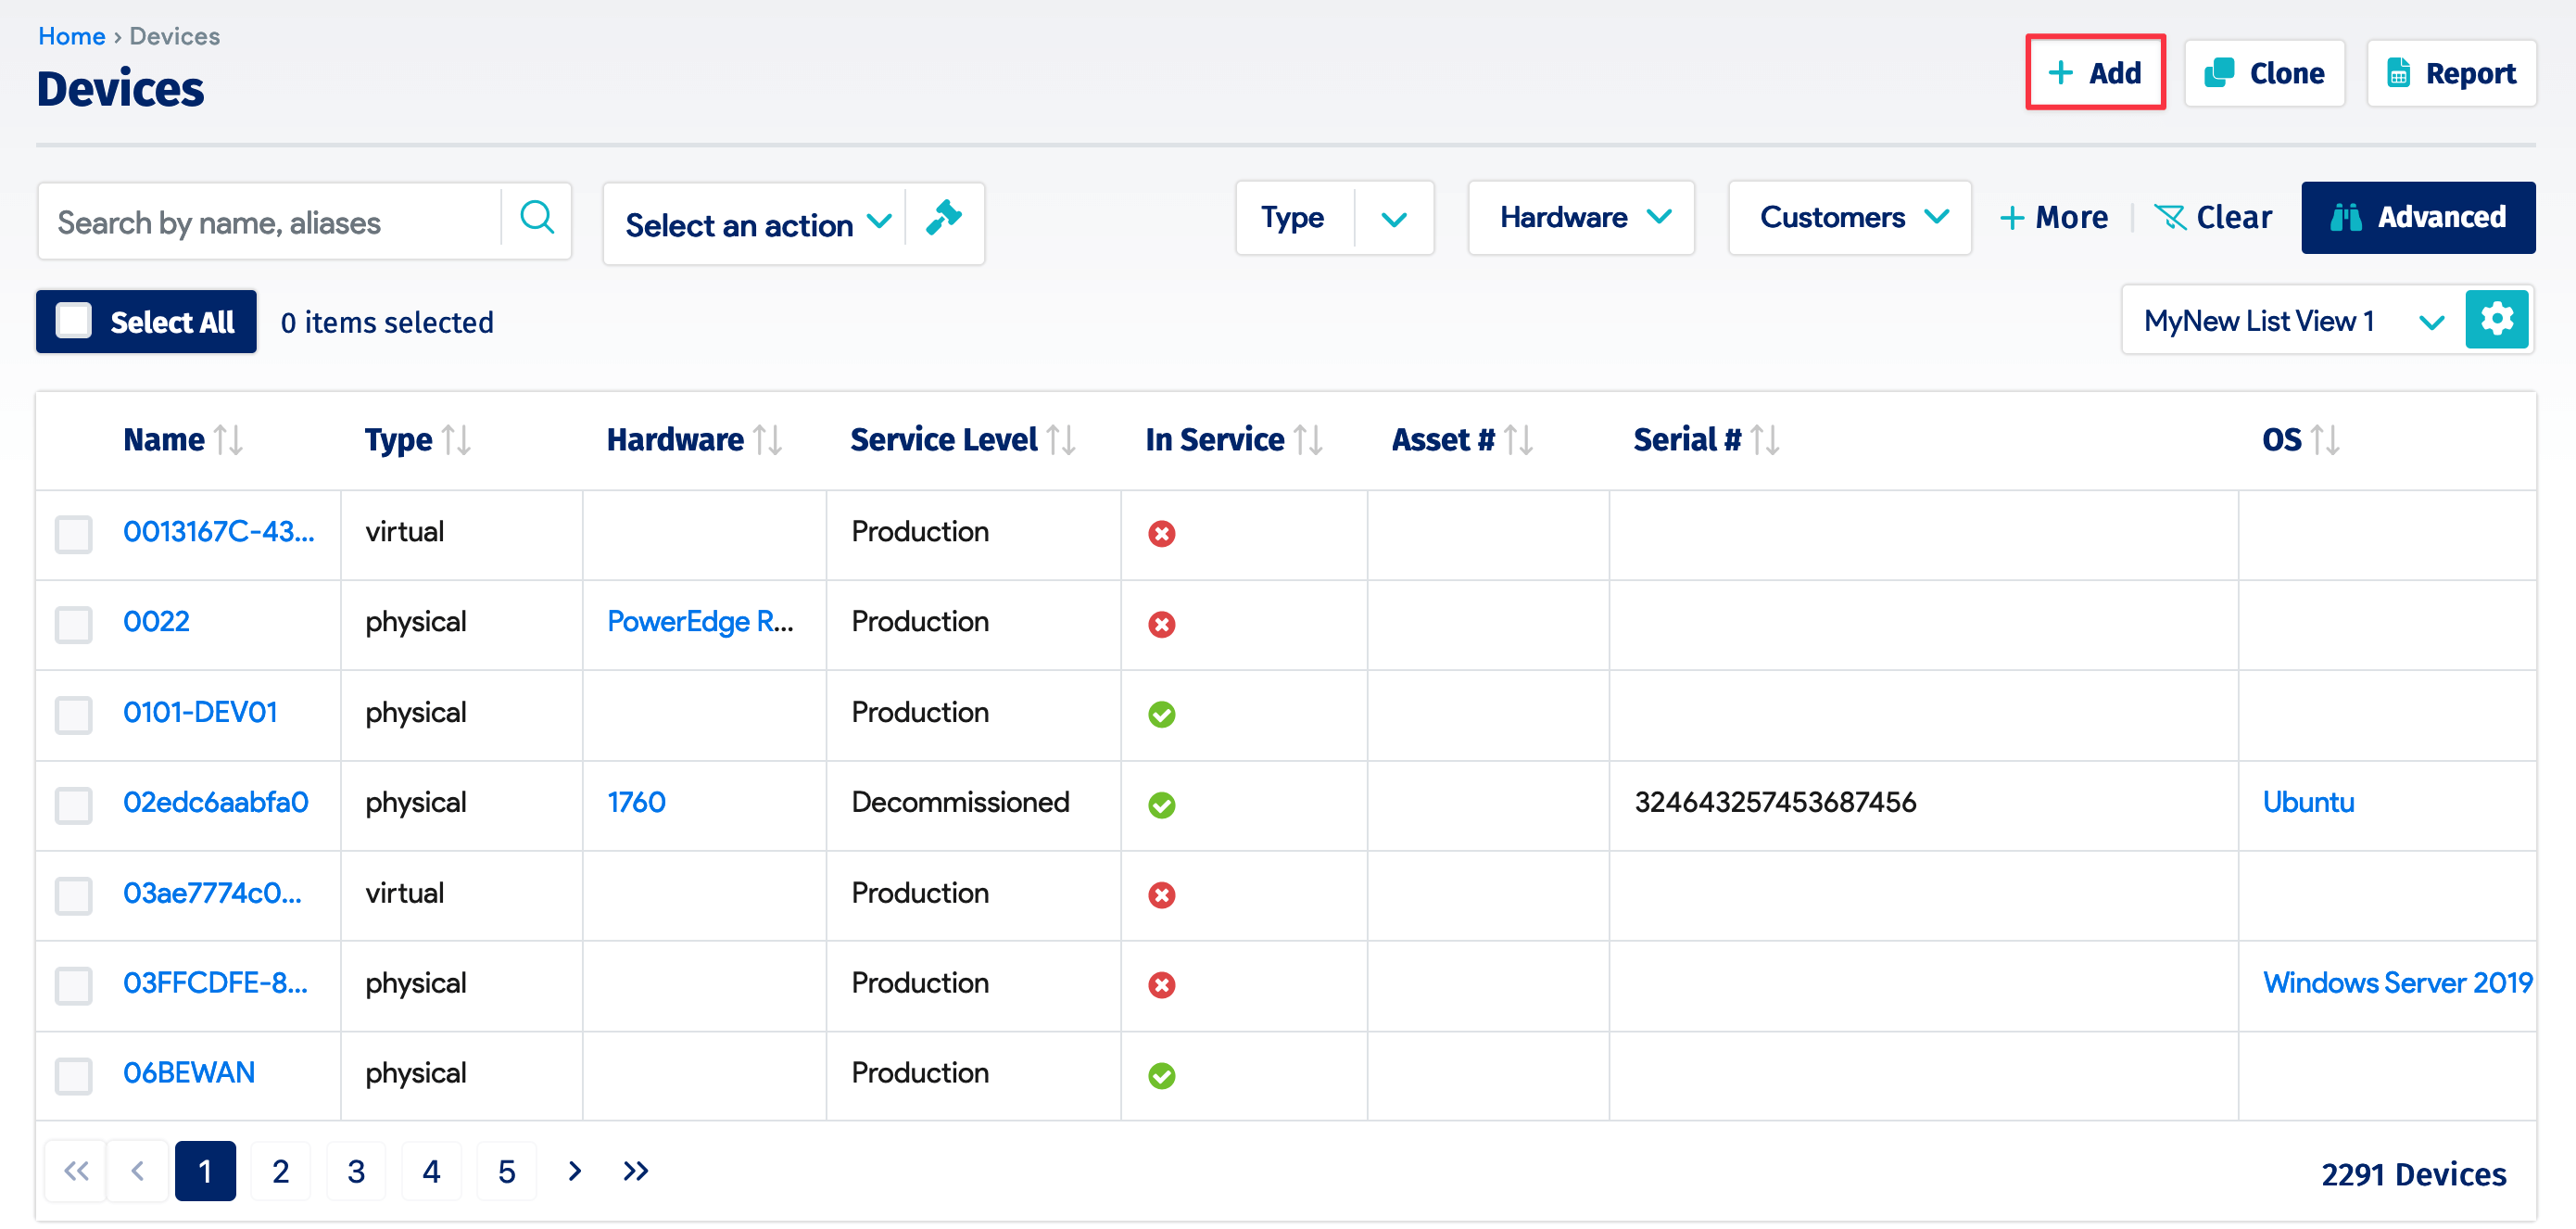 Home › Devices
Devices
+ Add
Clone
Report
Search by name, aliases
Select an action
Type
Hardware
Customers
+ More
Clear
Advanced
Select All
0 items selected
MyNew List View 1
Name Type Hardware Service Level In Service Asset # Serial # OS
0013167C-43... virtual Production
0022 physical PowerEdge R... Production
0101-DEV01 physical Production
02edc6aabfa0 physical 1760 Decommissioned 324643257453687456 Ubuntu
03ae7774c0... virtual Production
03FFCDFE-8... physical Production Windows Server 2019
06BEWAN physical Production
« ‹ 1 2 3 4 5 › »
2291 Devices